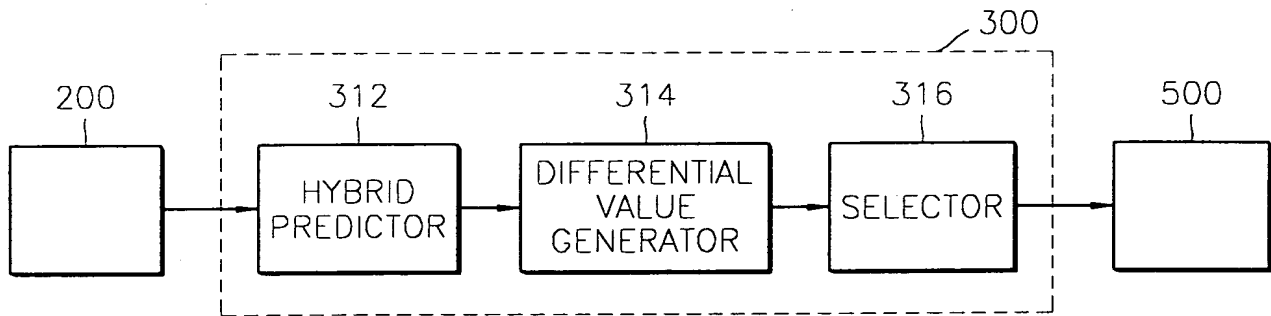 300
200
312
314
316
500
HYBRID
PREDICTOR
DIFFERENTIAL
VALUE
GENERATOR
SELECTOR